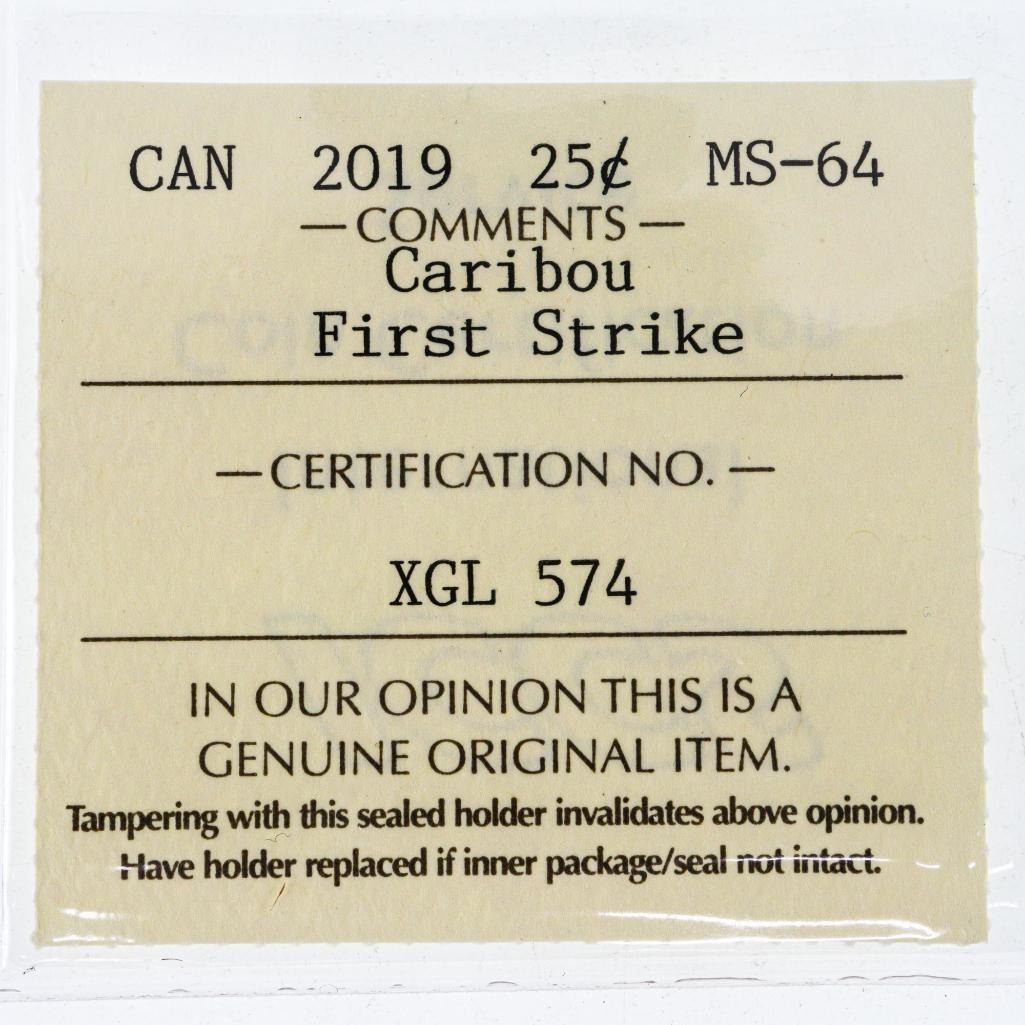 CAN 2019 25¢ MS-64
—COMMENTS—
Caribou
First Strike
—CERTIFICATION NO.—
XGL 574
IN OUR OPINION THIS IS A
GENUINE ORIGINAL ITEM.
Tampering with this sealed holder invalidates above opinion.
Have holder replaced if inner package/seal not intact.